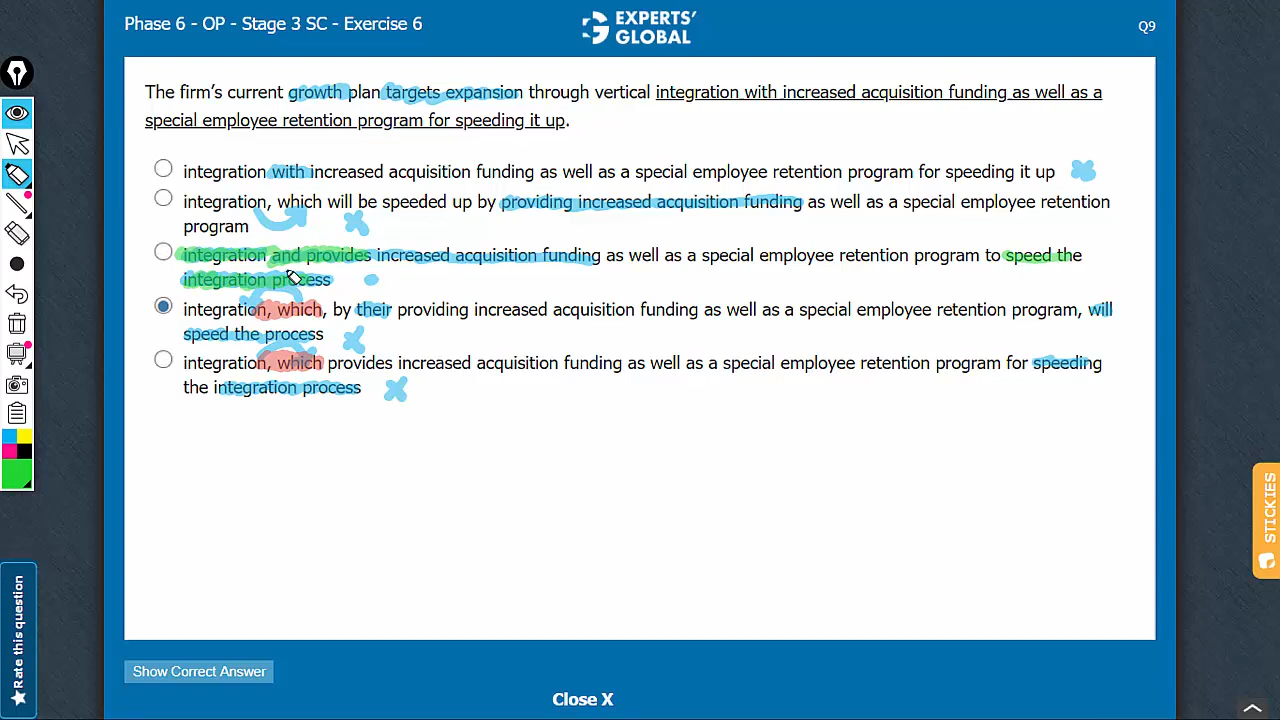 Phase 6 - OP - Stage 3 SC - Exercise 6
EXPERTS'
GLOBAL
Q9
The firm's current growth plan targets expansion through vertical integration with increased acquisition funding as well as a
special employee retention program for speeding it up.
integration with increased acquisition funding as well as a special employee retention program for speeding it up
integration, which will be speeded up by providing increased acquisition funding as well as a special employee retention
program
integration and provides increased acquisition funding as well as a special employee retention program to speed the
integration process
integration, which, by their providing increased acquisition funding as well as a special employee retention program, will
speed the process
integration, which provides increased acquisition funding as well as a special employee retention program for speeding
the integration process
Show Correct Answer
Close X
Rate this question
STICKIES